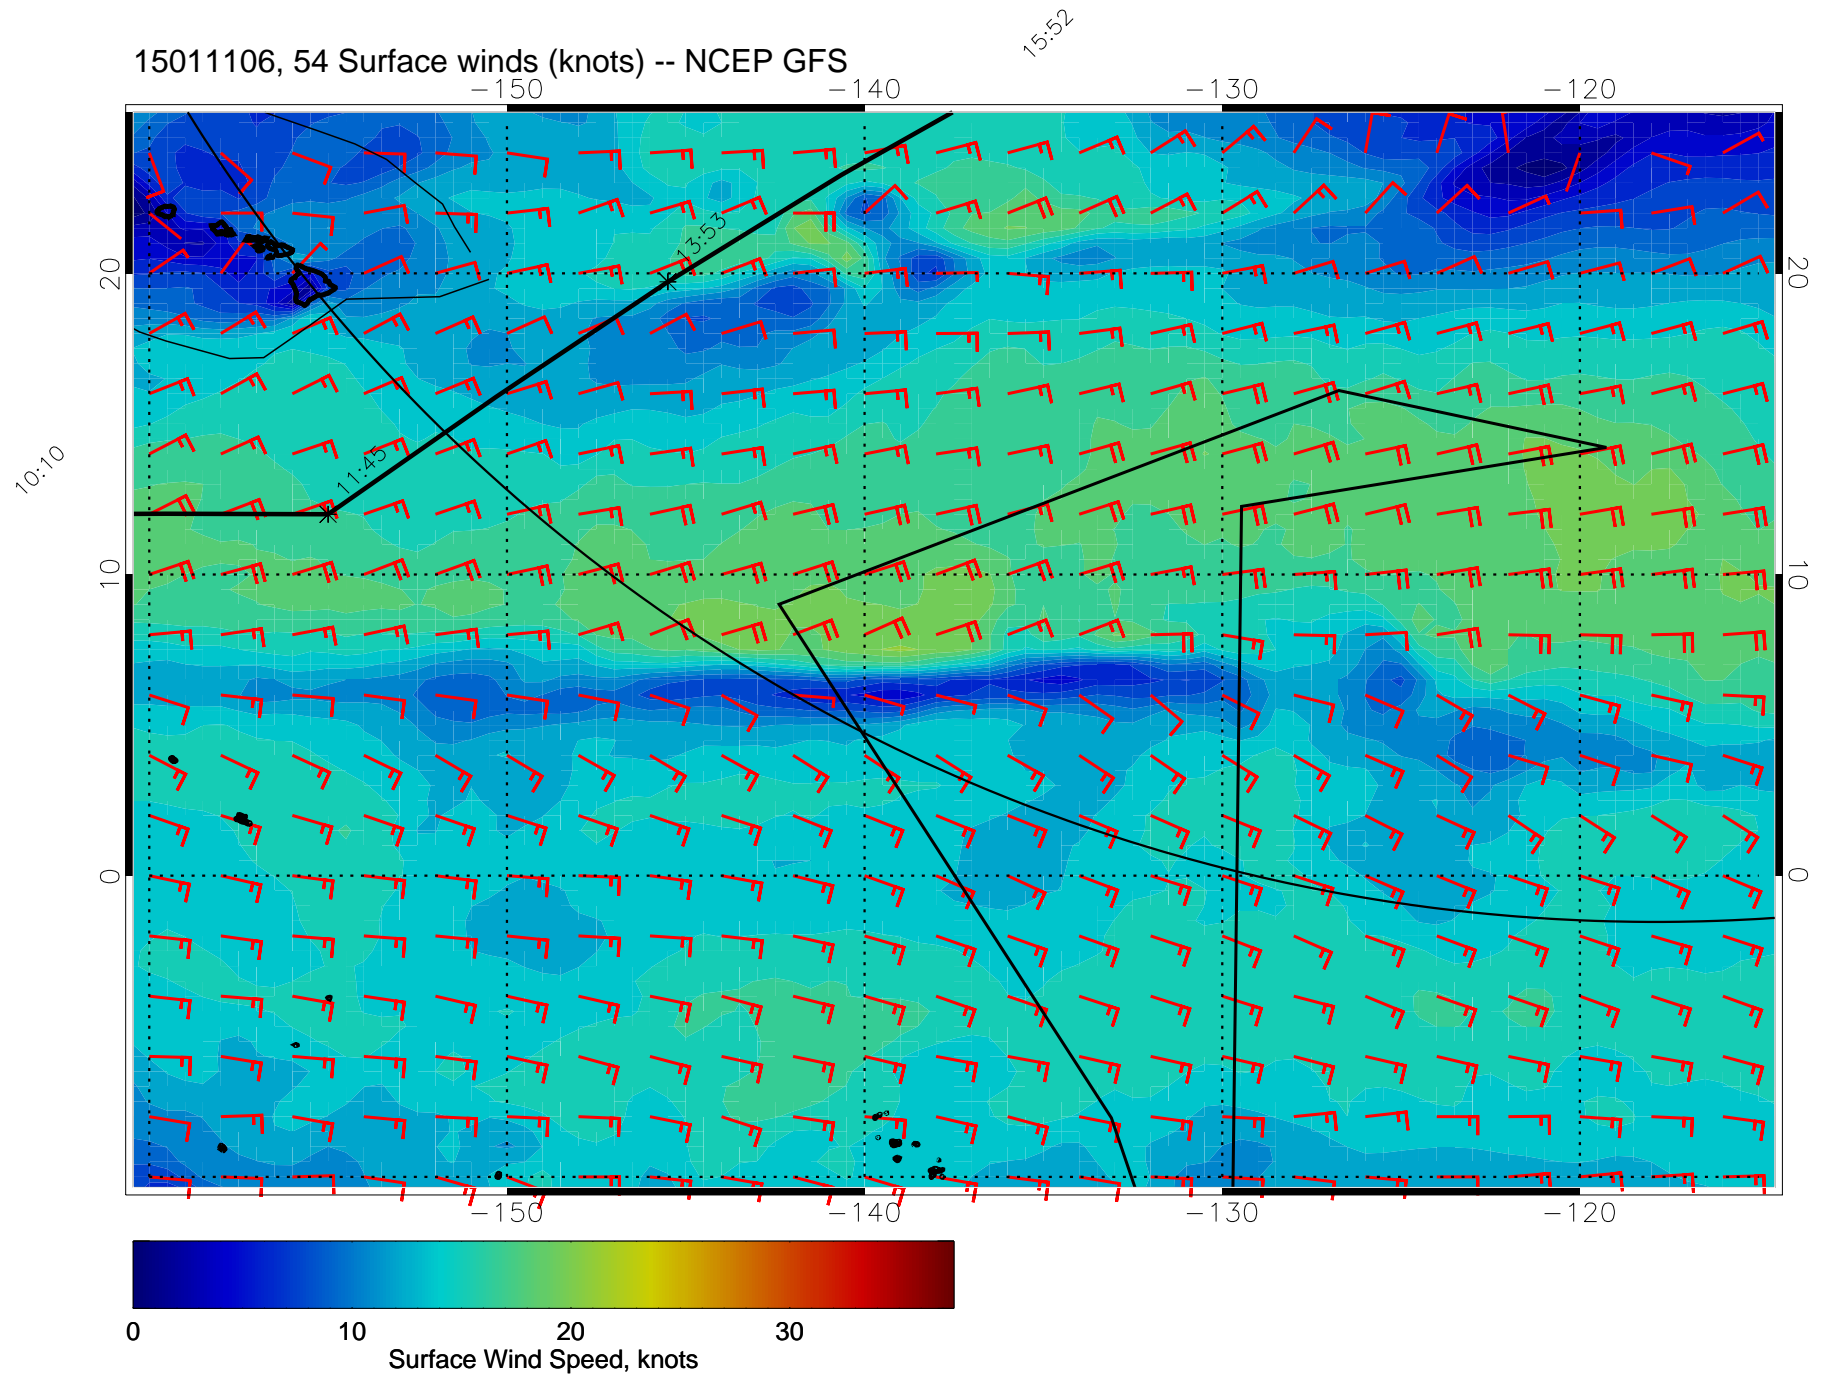 15:52
15011106, 54 Surface winds (knots) -- NCEP GFS
-150 -140 -130 -120
13:53
20 20
11:45
10:10
10 10
0 0
-150 -140 -130 -120
0 10 20 30
Surface Wind Speed, knots